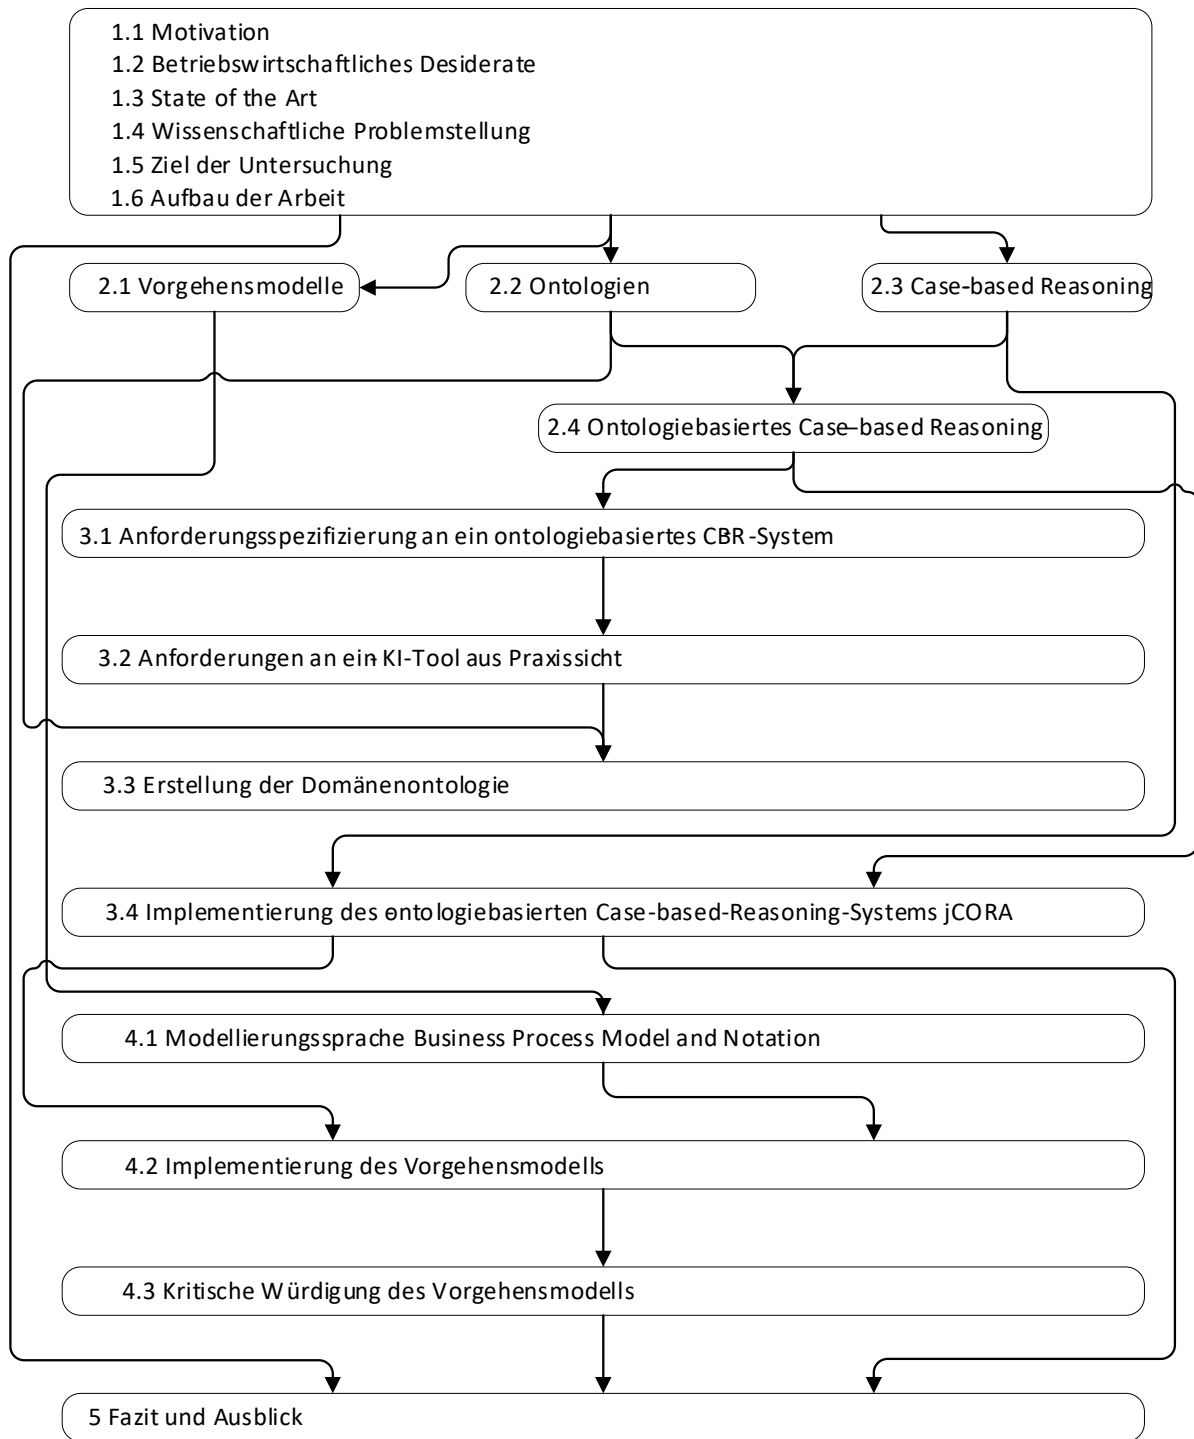 1.1 Motivation
1.2 Betriebswirtschaftliches Desiderate
1.3 State of the Art
1.4 Wissenschaftliche Problemstellung
1.5 Ziel der Untersuchung
1.6 Aufbau der Arbeit
2.1 Vorgehensmodelle
2.2 Ontologien
2.3 Case-based Reasoning
2.4 Ontologiebasiertes Case-based Reasoning
3.1 Anforderungsspezifizierung an ein ontologiebasiertes CBR-System
3.2 Anforderungen an ein KI-Tool aus Praxissicht
3.3 Erstellung der Domänenontologie
3.4 Implementierung des ontologiebasierten Case-based-Reasoning-Systems jCORA
4.1 Modellierungssprache Business Process Model and Notation
4.2 Implementierung des Vorgehensmodells
4.3 Kritische Würdigung des Vorgehensmodells
5 Fazit und Ausblick